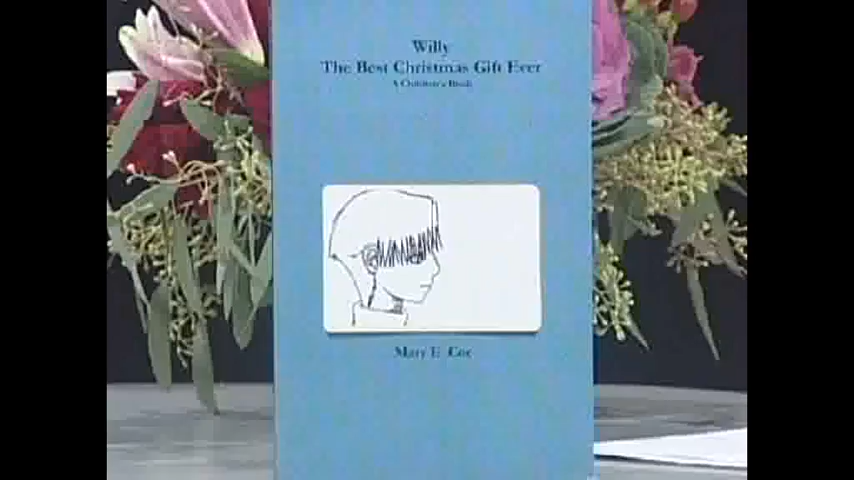 Willy
The Best Christmas Gift Ever
A Children's Book
Mary E. Coe